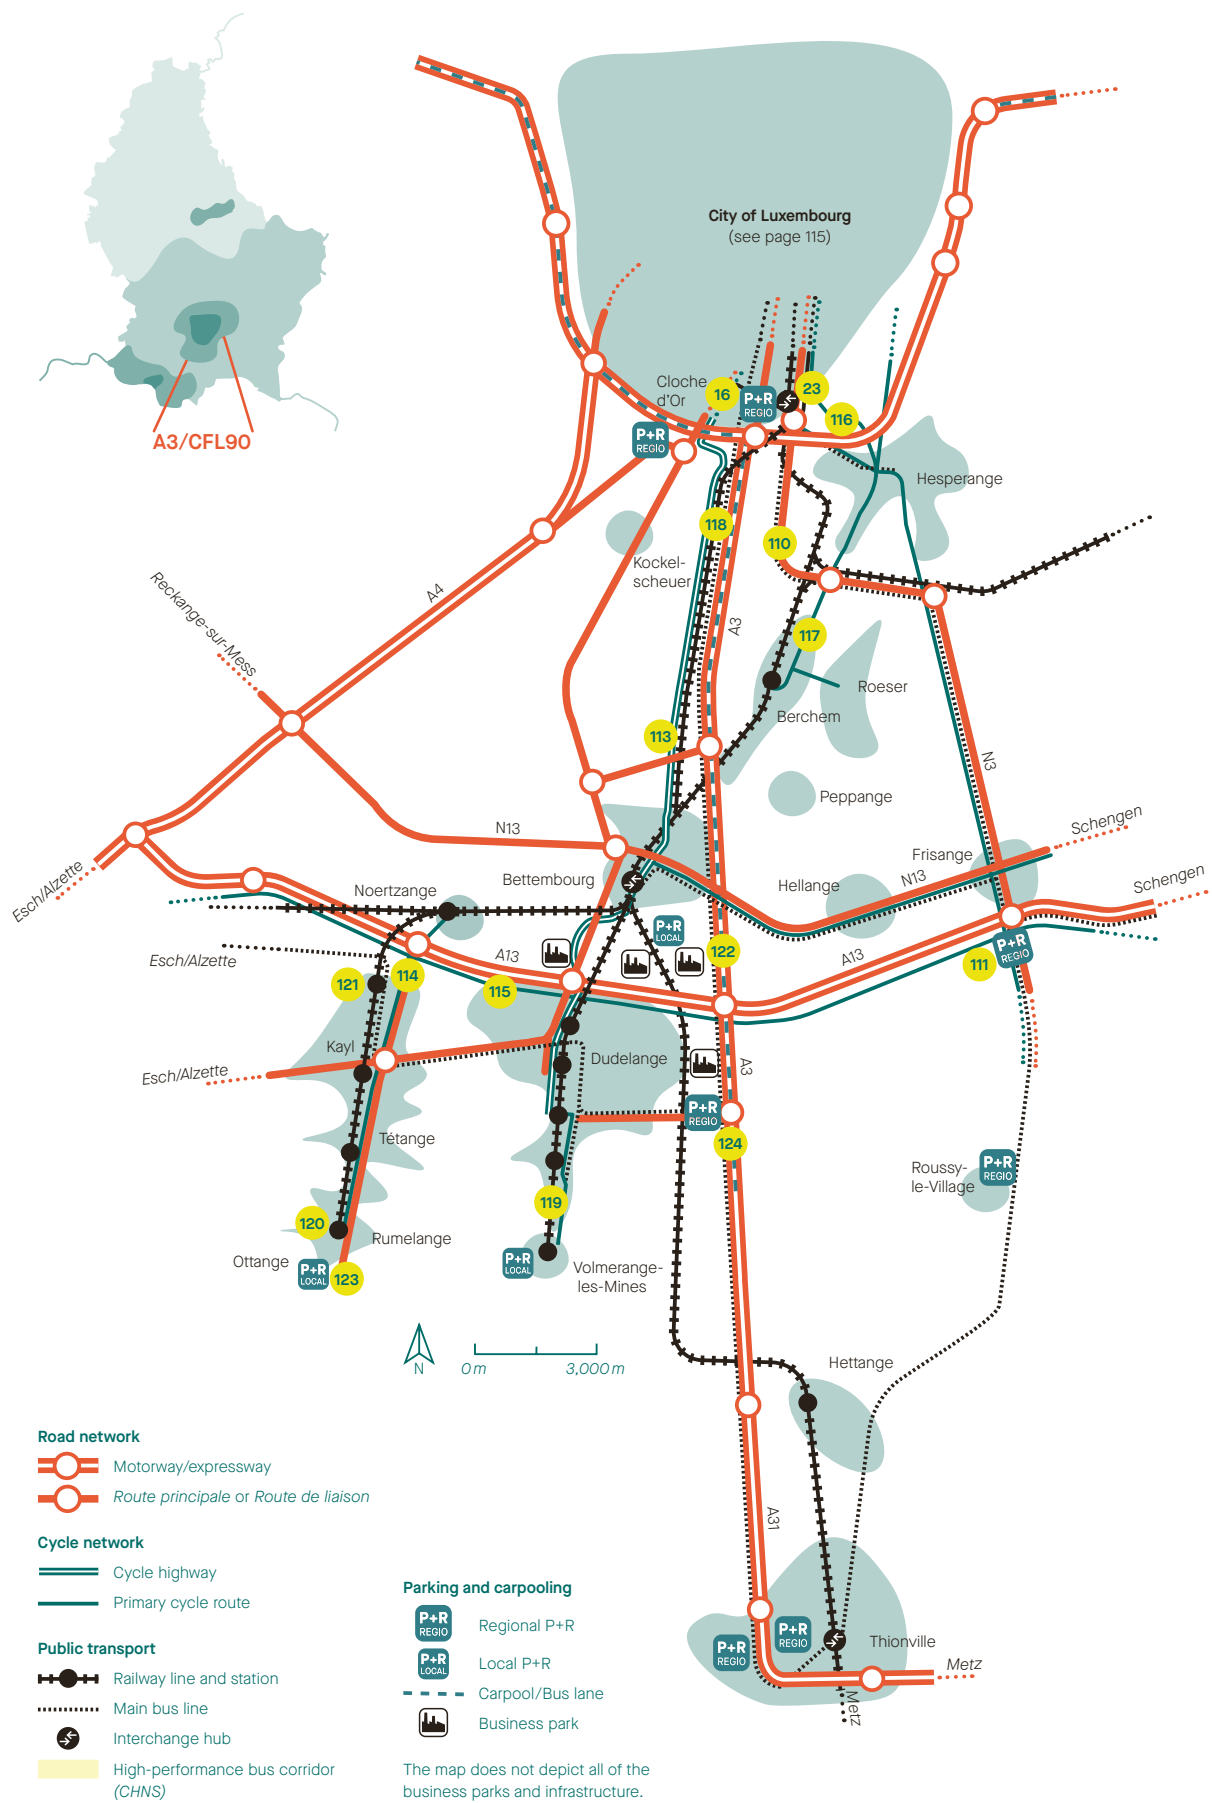 City of Luxembourg
(see page 115)
A3/CFL90
Cloche
d'Or
16
P+R
REGIO
23
116
P+R
REGIO
Hesperange
118
110
Kockel-
scheuer
A4
Reckange-sur-Mess
A3
117
Roeser
Berchem
113
N3
Peppange
N13
Schengen
Frisange
Esch/Alzette
Noertzange
Bettembourg
Hellange
N13
Schengen
P+R
LOCAL
122
Esch/Alzette
A13
A13
P+R
REGIO
111
121
114
115
Kayl
Dudelange
A3
Esch/Alzette
P+R
REGIO
124
Tétange
Roussy-
le-Village
P+R
REGIO
119
120
Rumelange
Ottange
P+R
LOCAL
123
P+R
LOCAL
Volmerange-
les-Mines
N
0 m
3,000 m
Hettange
A31
P+R
REGIO
P+R
REGIO
Thionville
Metz
Metz
Road network
Motorway/expressway
Route principale or Route de liaison
Cycle network
Cycle highway
Primary cycle route
Public transport
Railway line and station
Main bus line
Interchange hub
High-performance bus corridor
(CHNS)
Parking and carpooling
P+R
REGIO
Regional P+R
P+R
LOCAL
Local P+R
Carpool/Bus lane
Business park
The map does not depict all of the
business parks and infrastructure.